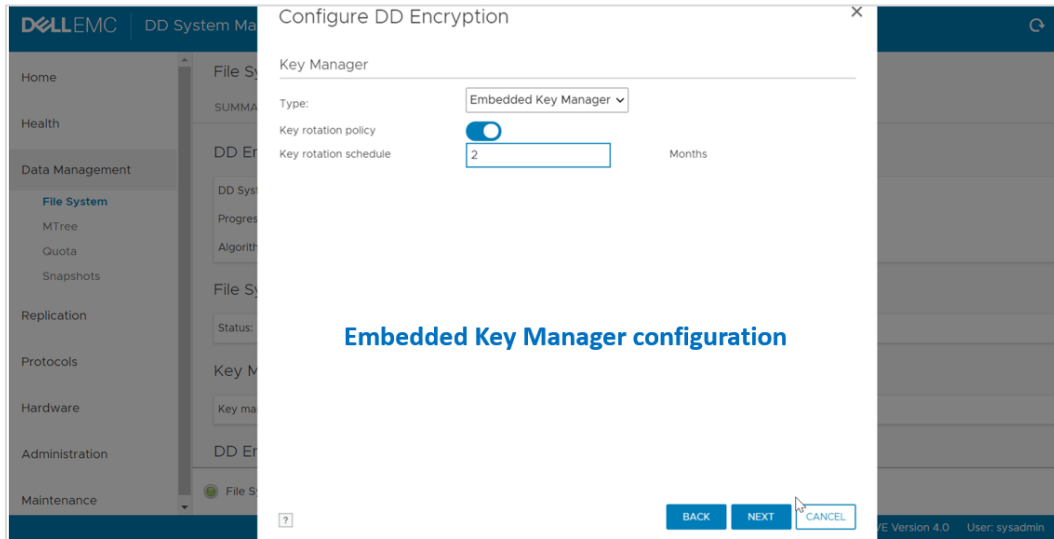 DELLEMC DD System Ma
Configure DD Encryption
Home
Health
Data Management
File System
MTree
Quota
Snapshots
Replication
Protocols
Hardware
Administration
Maintenance
File Sy
SUMMA
DD En
DD Syst
Progres
Algorith
File Sy
Status:
Key M
Key ma
DD En
File S
Key Manager
Type: Embedded Key Manager
Key rotation policy
Key rotation schedule 2 Months
Embedded Key Manager configuration
?
BACK NEXT CANCEL
VE Version 4.0 User: sysadmin